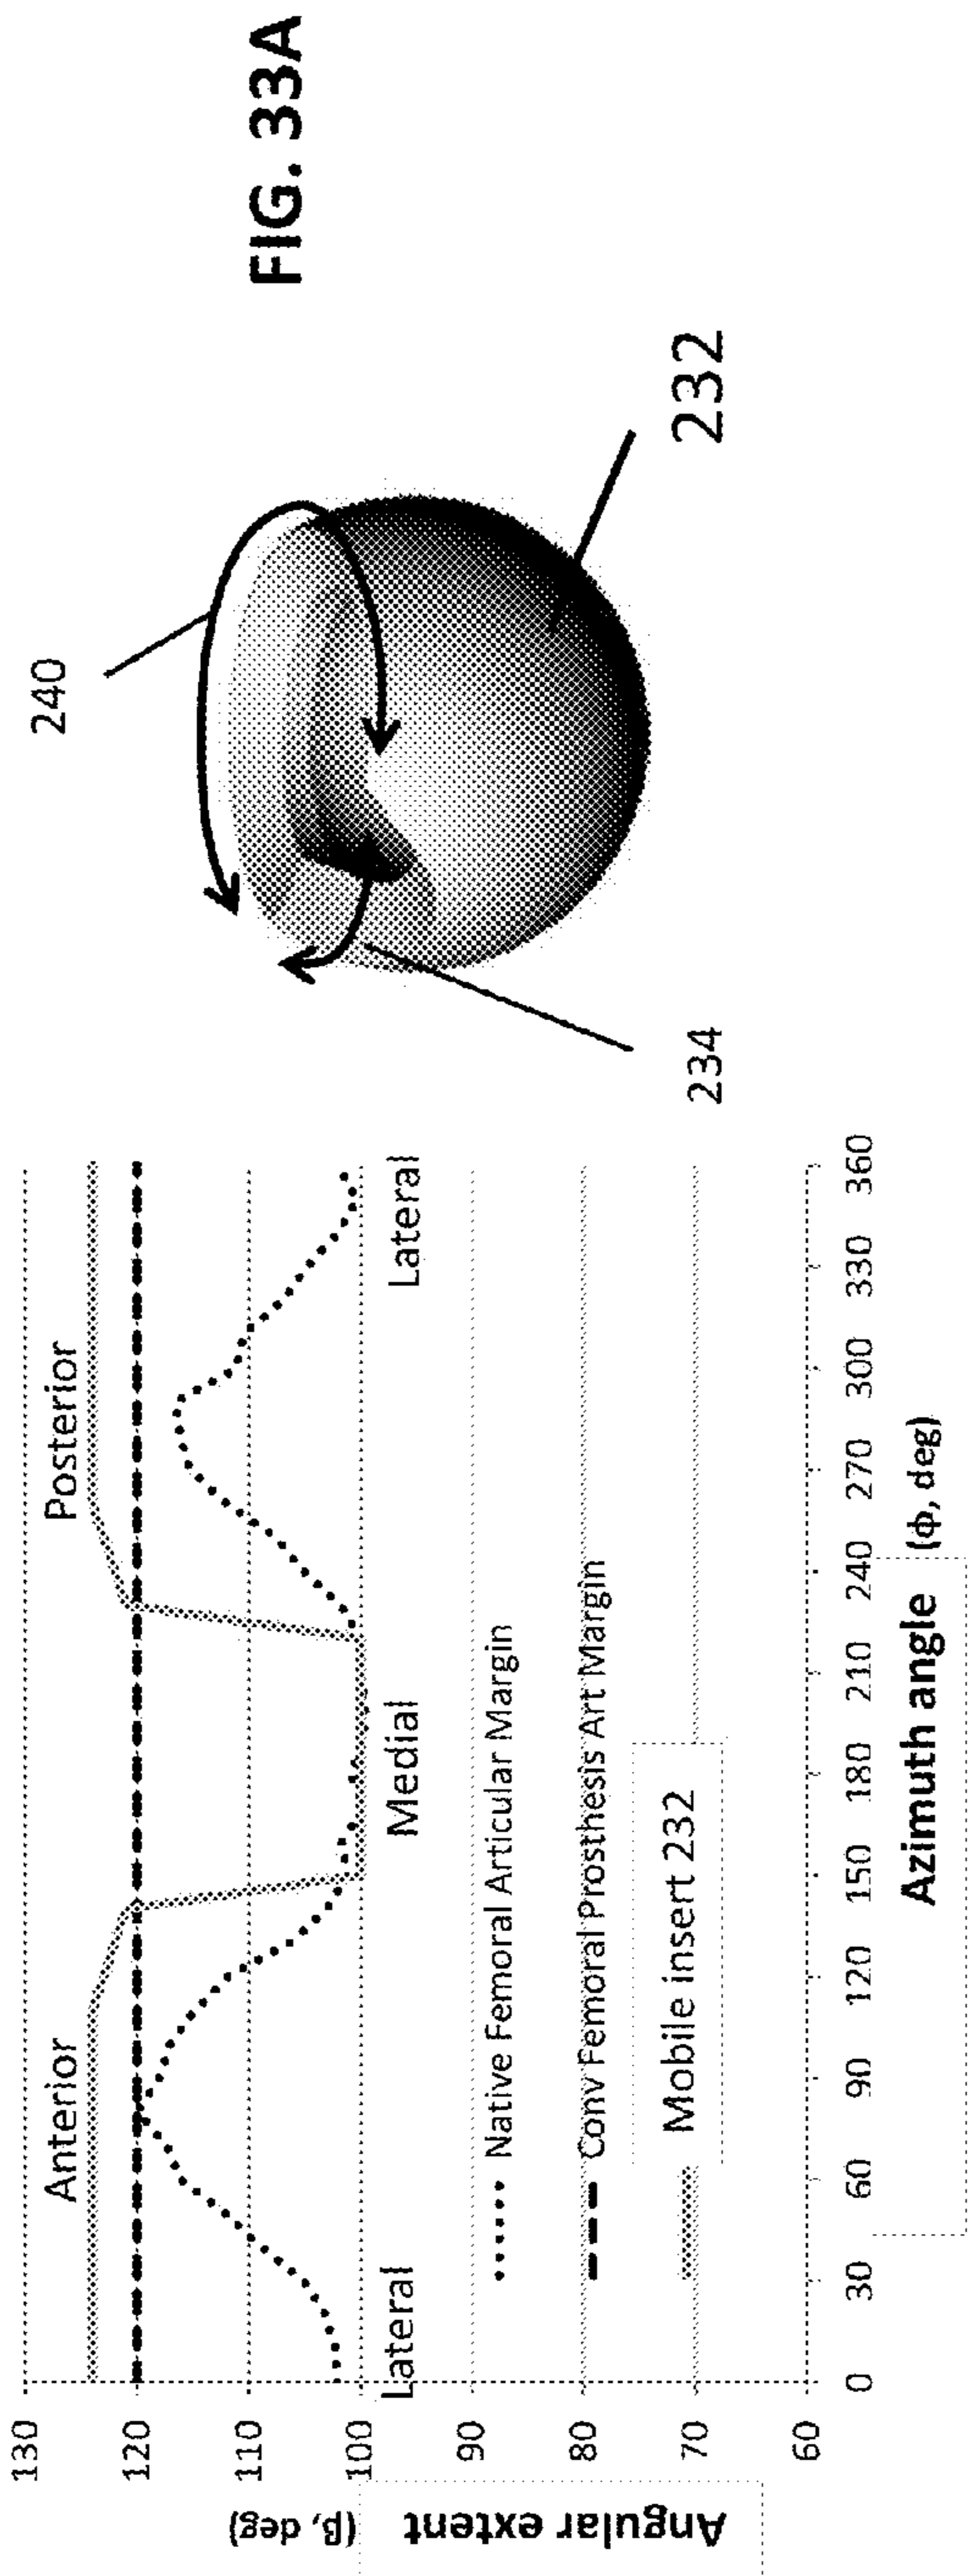 FIG. 33A
130
120
110
100
90
80
70
60
Angular extent
(β, deg)
Anterior
Posterior
Lateral
Medial
Lateral
Native Femoral Articular Margin
Conv Femoral Prosthesis Art Margin
Mobile insert 232
0 30 60 90 120 150 180 210 240 270 300 330 360
Azimuth angle (Φ, deg)
240
234
232